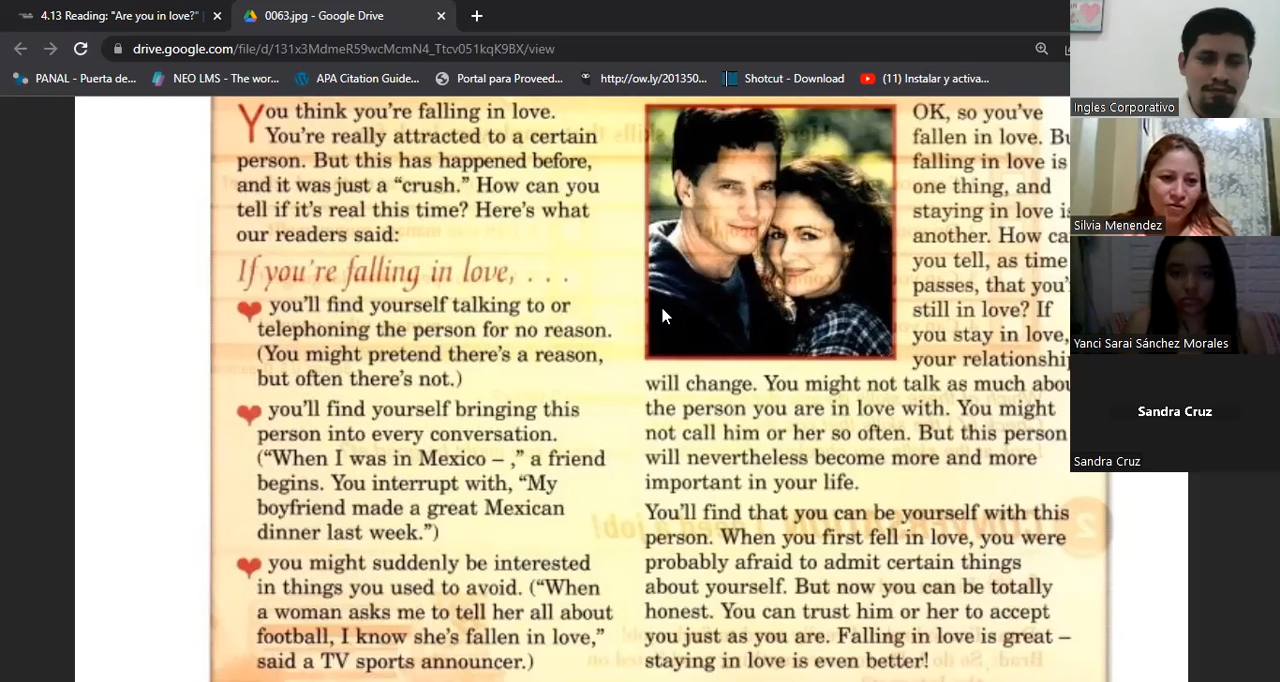 4.13 Reading: "Are you in love?"
0063.jpg - Google Drive
drive.google.com/file/d/131x3MdmeR59wcMcmN4_Ttcv051kqK9BX/view
PANAL - Puerta de...
NEO LMS - The wor...
APA Citation Guide...
Portal para Proveed...
http://ow.ly/201350...
Shotcut - Download
(11) Instalar y activa...
You think you're falling in love.
You're really attracted to a certain
person. But this has happened before,
and it was just a “crush.” How can you
tell if it's real this time? Here's what
our readers said:
If you're falling in love, . . .
you'll find yourself talking to or
telephoning the person for no reason.
(You might pretend there's a reason,
but often there's not.)
you'll find yourself bringing this
person into every conversation.
(“When I was in Mexico – ,” a friend
begins. You interrupt with, “My
boyfriend made a great Mexican
dinner last week.”)
you might suddenly be interested
in things you used to avoid. (“When
a woman asks me to tell her all about
football, I know she's fallen in love,”
said a TV sports announcer.)
OK, so you've
fallen in love. Bu
falling in love is
one thing, and
staying in love is
another. How ca
you tell, as time
passes, that you'
still in love? If
you stay in love,
your relationshi
will change. You might not talk as much abou
the person you are in love with. You might
not call him or her so often. But this person
will nevertheless become more and more
important in your life.
You'll find that you can be yourself with this
person. When you first fell in love, you were
probably afraid to admit certain things
about yourself. But now you can be totally
honest. You can trust him or her to accept
you just as you are. Falling in love is great –
staying in love is even better!
Ingles Corporativo
Silvia Menendez
Yanci Sarai Sánchez Morales
Sandra Cruz
Sandra Cruz